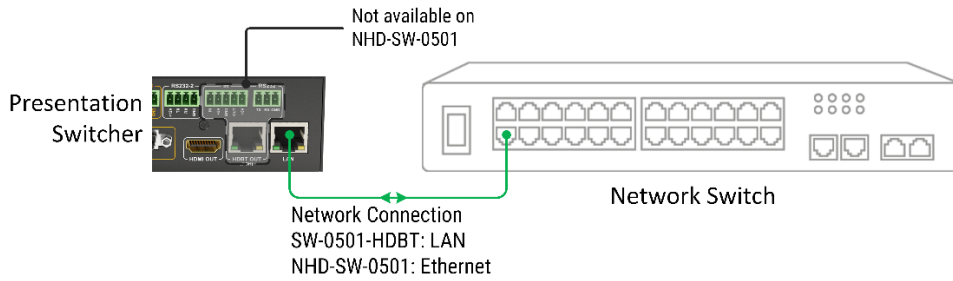 Not available on
NHD-SW-0501
Presentation
Switcher
RS232-2
RS232
HDMI OUT
HDBT OUT
LAN
Network Switch
Network Connection
SW-0501-HDBT: LAN
NHD-SW-0501: Ethernet